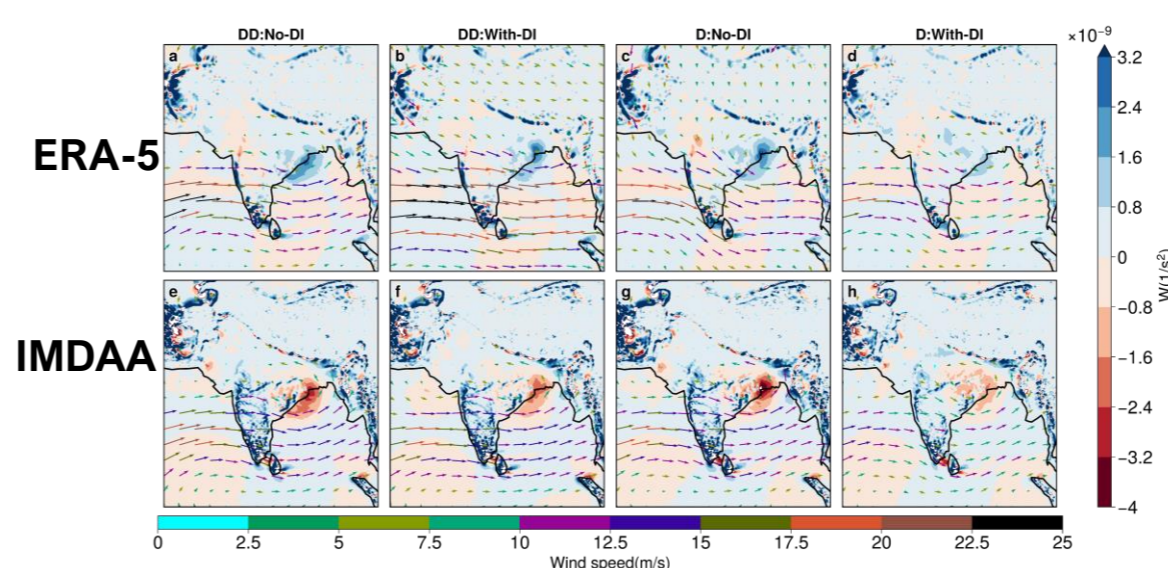 DD:No-DI DD:With-DI D:No-DI D:With-DI
×10⁻⁹
a b c d
ERA-5
3.2
2.4
1.6
0.8
0
−0.8
−1.6
−2.4
−3.2
−4
W(1/s²)
e f g h
IMDAA
0 2.5 5 7.5 10 12.5 15 17.5 20 22.5 25
Wind speed(m/s)